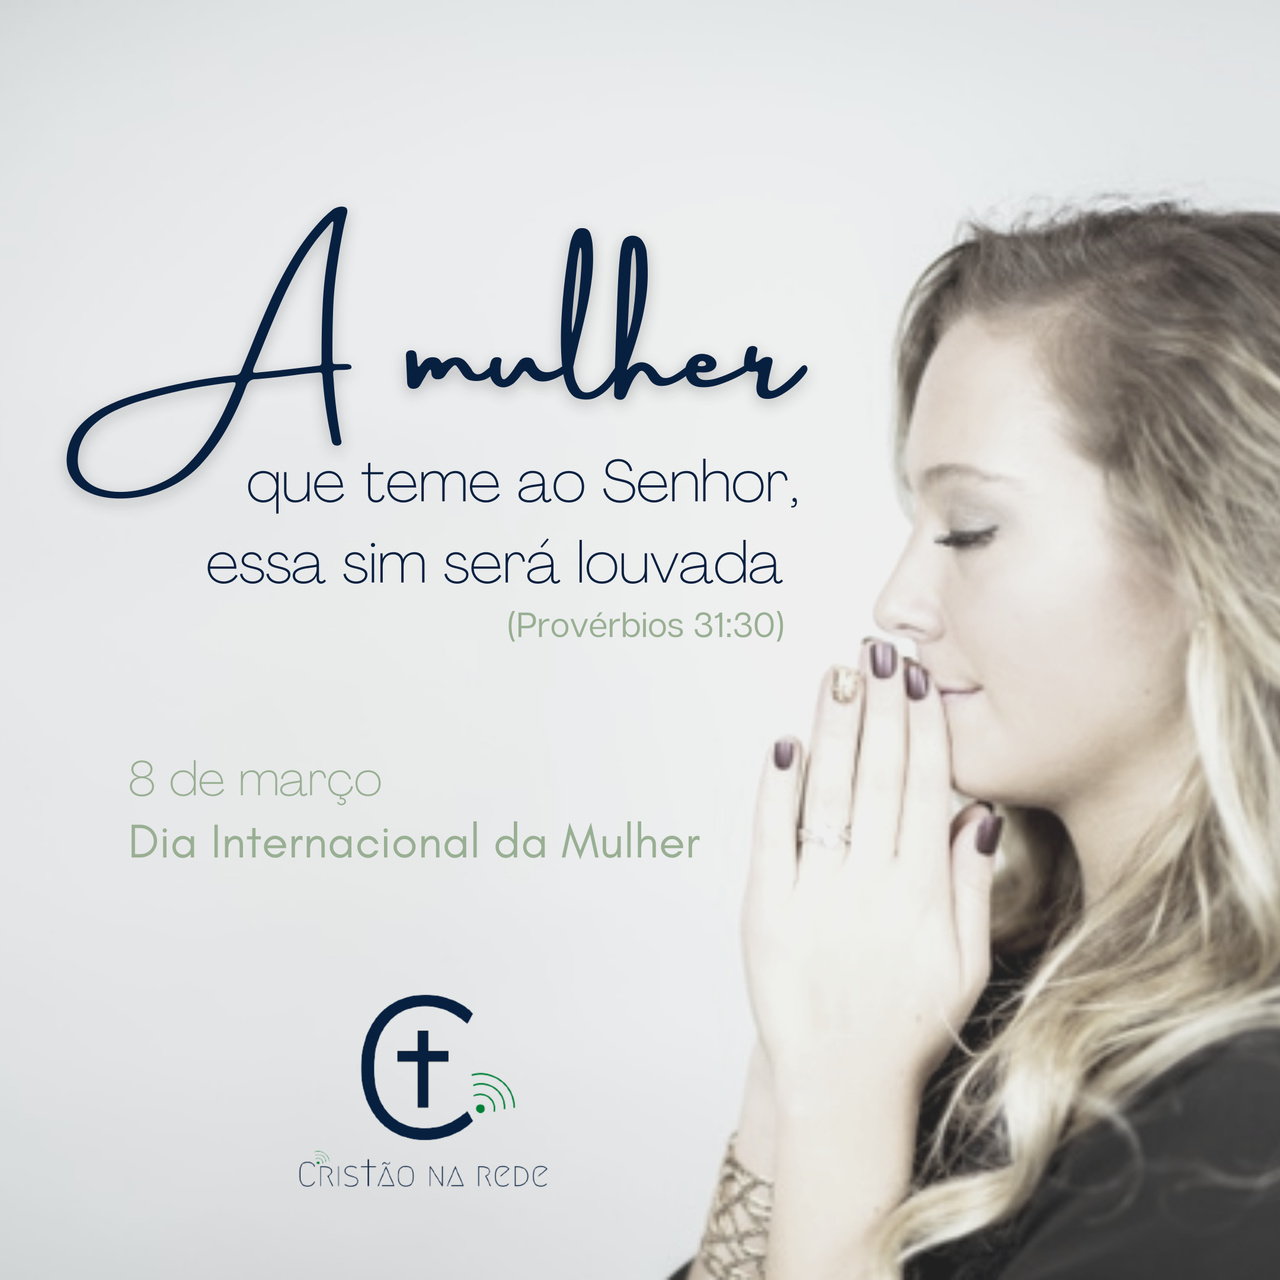 A mulher
que teme ao Senhor,
essa sim será louvada
(Provérbios 31:30)
8 de março
Dia Internacional da Mulher
CRISTÃO NA REDE